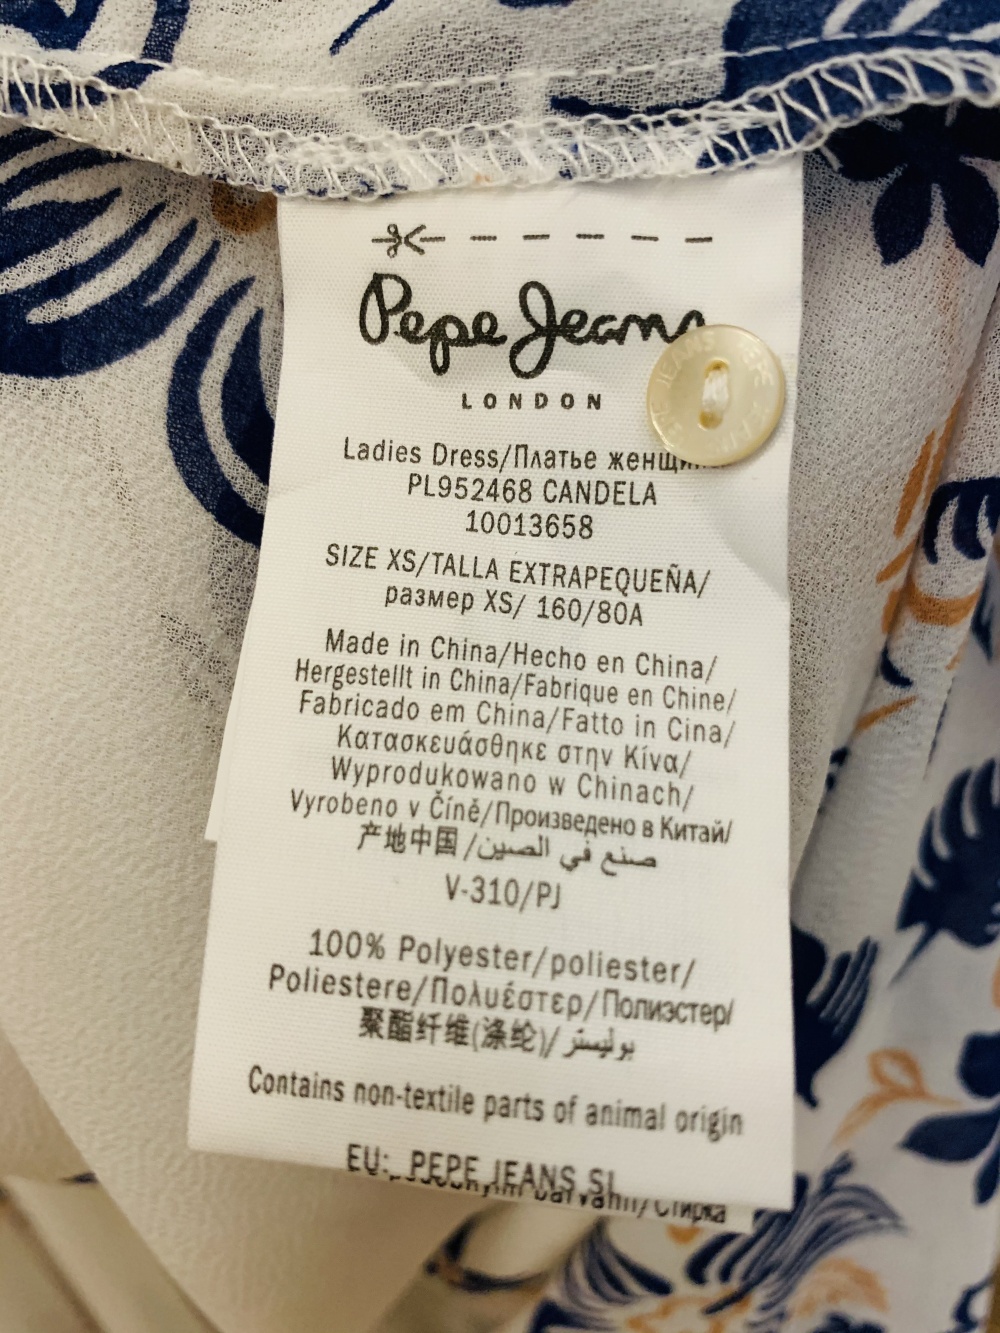 Pepe Jeans
LONDON
Ladies Dress/Платье
PL952468 CANDELA
10013658
SIZE XS/TALLA EXTRAPEQUEÑA/
размер XS/ 160/80A
Made in China/Hecho en China/
Hergestellt in China/Fabrique en Chine/
Fabricado em China/Fatto in Cina/
Κατασκευάσθηκε στην Κίνα/
Wyprodukowano w Chinach/
Vyrobeno v Číně/Произведено в Китай/
产地中国/صنع في الصين
V-310/PJ
100% Polyester/poliester/
Poliestere/Πολυέστερ/Полиэстер/
聚酯纤维(涤纶)/بوليستر
Contains non-textile parts of animal origin
EU: PEPE JEANS SL
Стирка